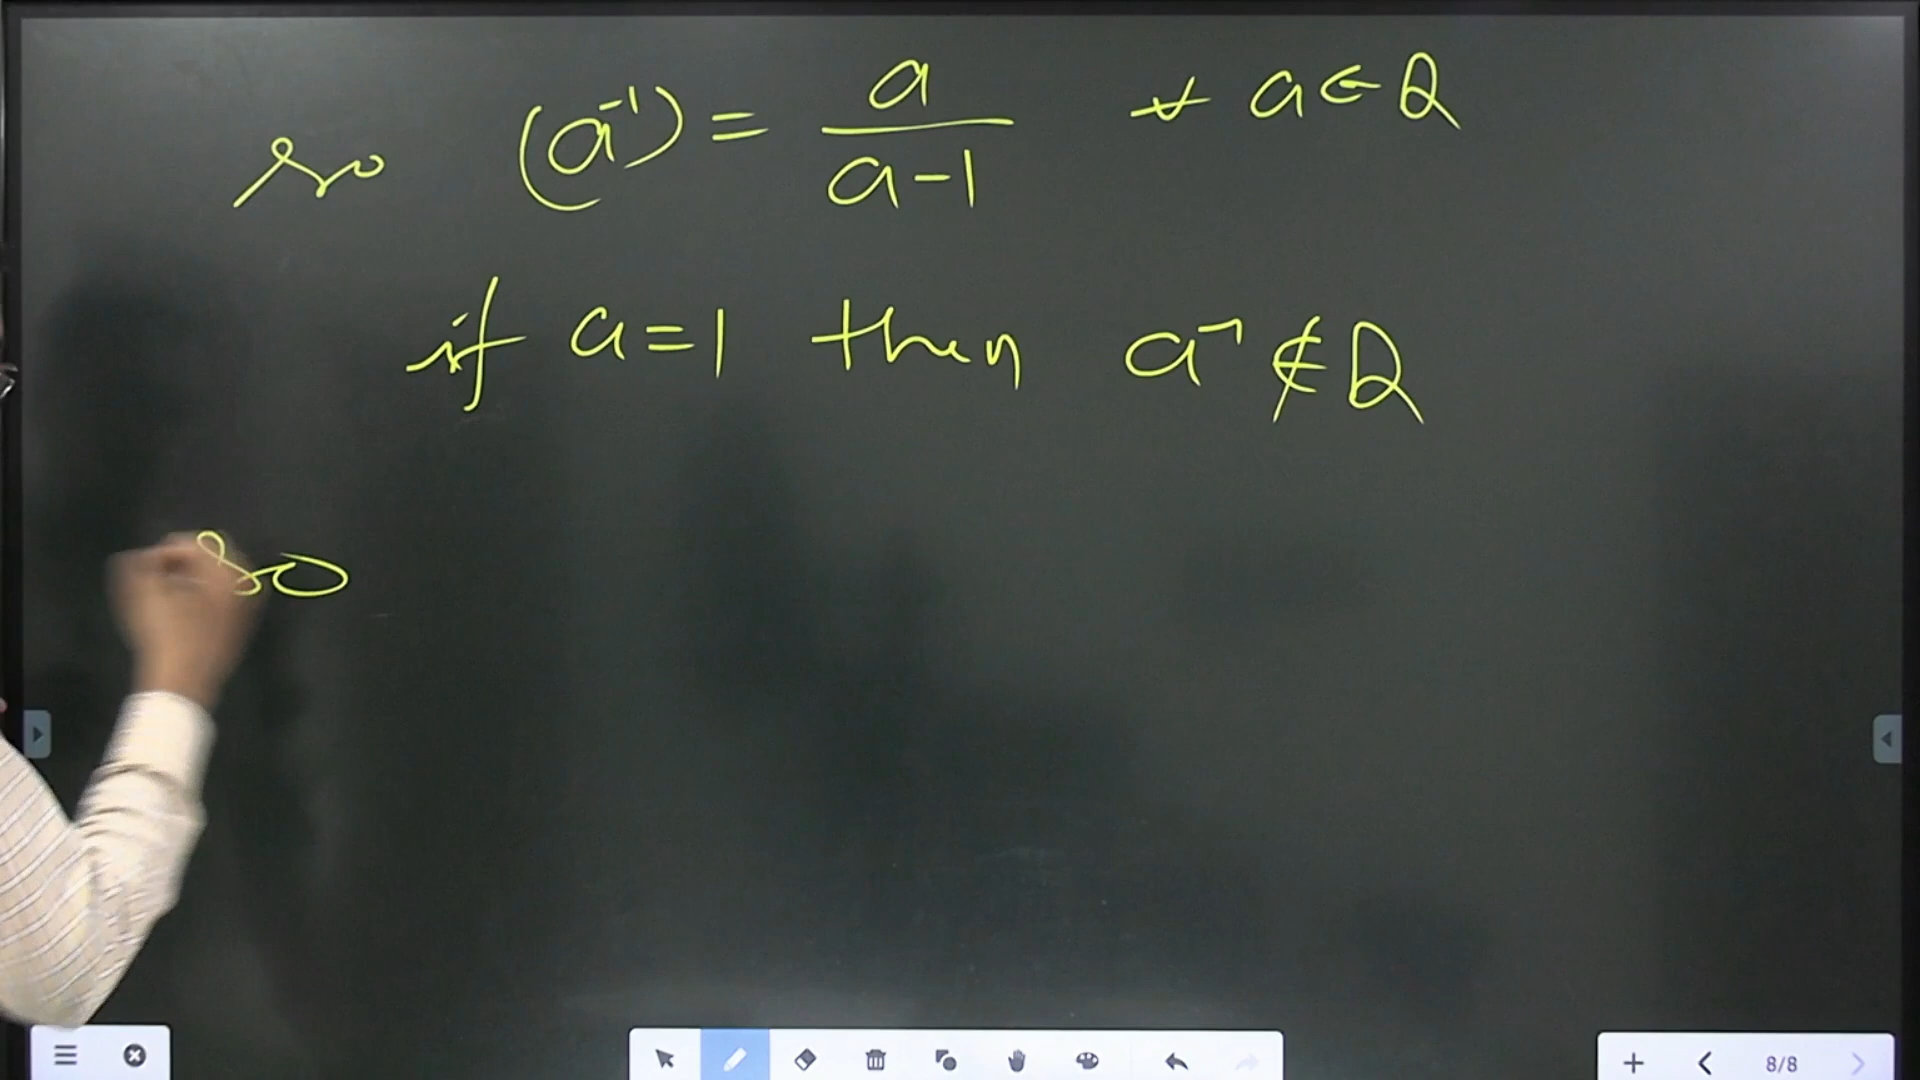 so (a⁻¹) = a/(a-1) ∀ a ∈ Q
if a = 1 then a⁻¹ ∉ Q
so
8/8